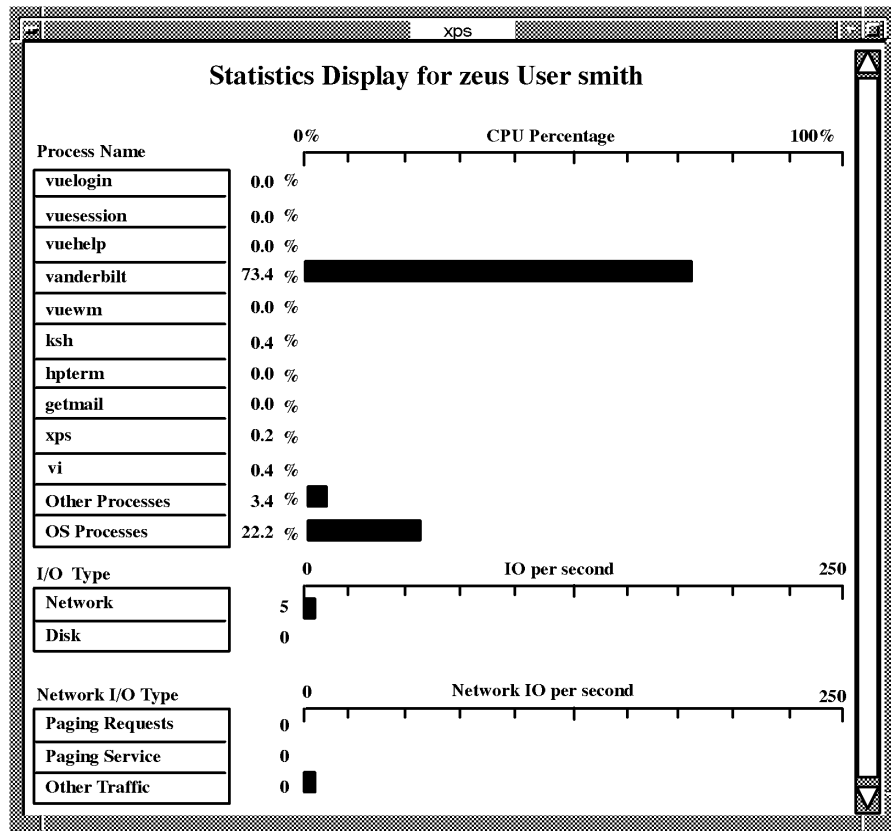 xps
Statistics Display for zeus User smith
0% CPU Percentage 100%
Process Name
vuelogin 0.0 %
vuesession 0.0 %
vuehelp 0.0 %
vanderbilt 73.4 %
vuewm 0.0 %
ksh 0.4 %
hpterm 0.0 %
getmail 0.0 %
xps 0.2 %
vi 0.4 %
Other Processes 3.4 %
OS Processes 22.2 %
I/O Type 0 IO per second 250
Network 5
Disk 0
Network I/O Type 0 Network IO per second 250
Paging Requests 0
Paging Service 0
Other Traffic 0